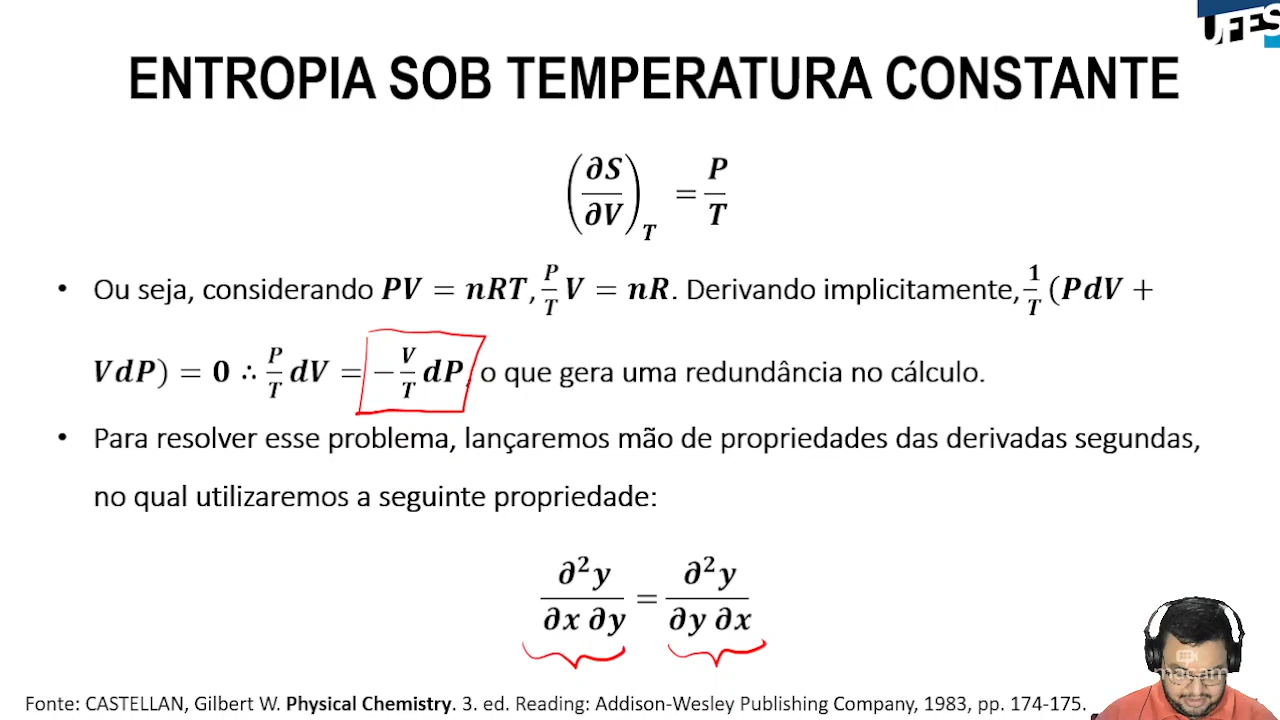 UFES
ENTROPIA SOB TEMPERATURA CONSTANTE
(∂S/∂V)_T = P/T
• Ou seja, considerando PV = nRT, P/T V = nR. Derivando implicitamente, 1/T (PdV +
VdP) = 0 ∴ P/T dV = −V/T dP, o que gera uma redundância no cálculo.
• Para resolver esse problema, lançaremos mão de propriedades das derivadas segundas,
no qual utilizaremos a seguinte propriedade:
∂²y/∂x ∂y = ∂²y/∂y ∂x
Fonte: CASTELLAN, Gilbert W. Physical Chemistry. 3. ed. Reading: Addison-Wesley Publishing Company, 1983, pp. 174-175.